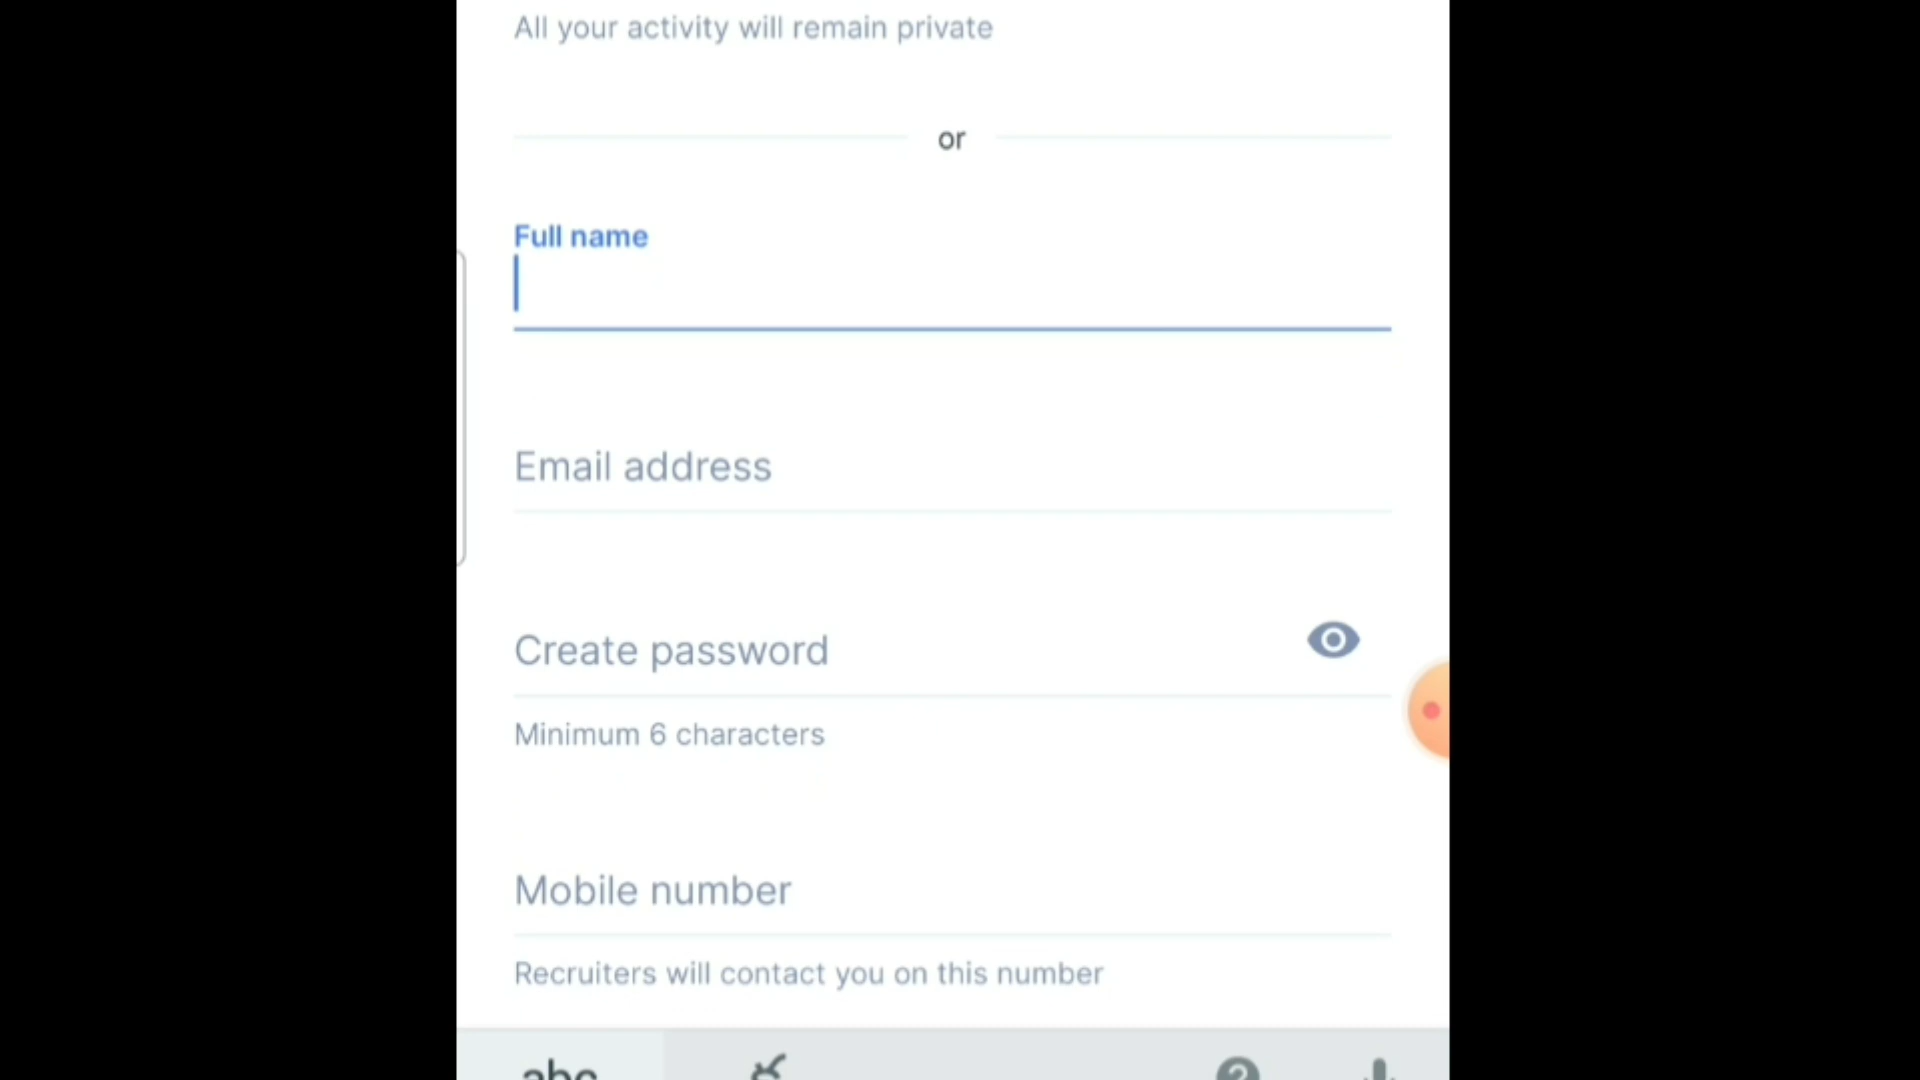 All your activity will remain private
or
Full name
Email address
Create password
Minimum 6 characters
Mobile number
Recruiters will contact you on this number
abc